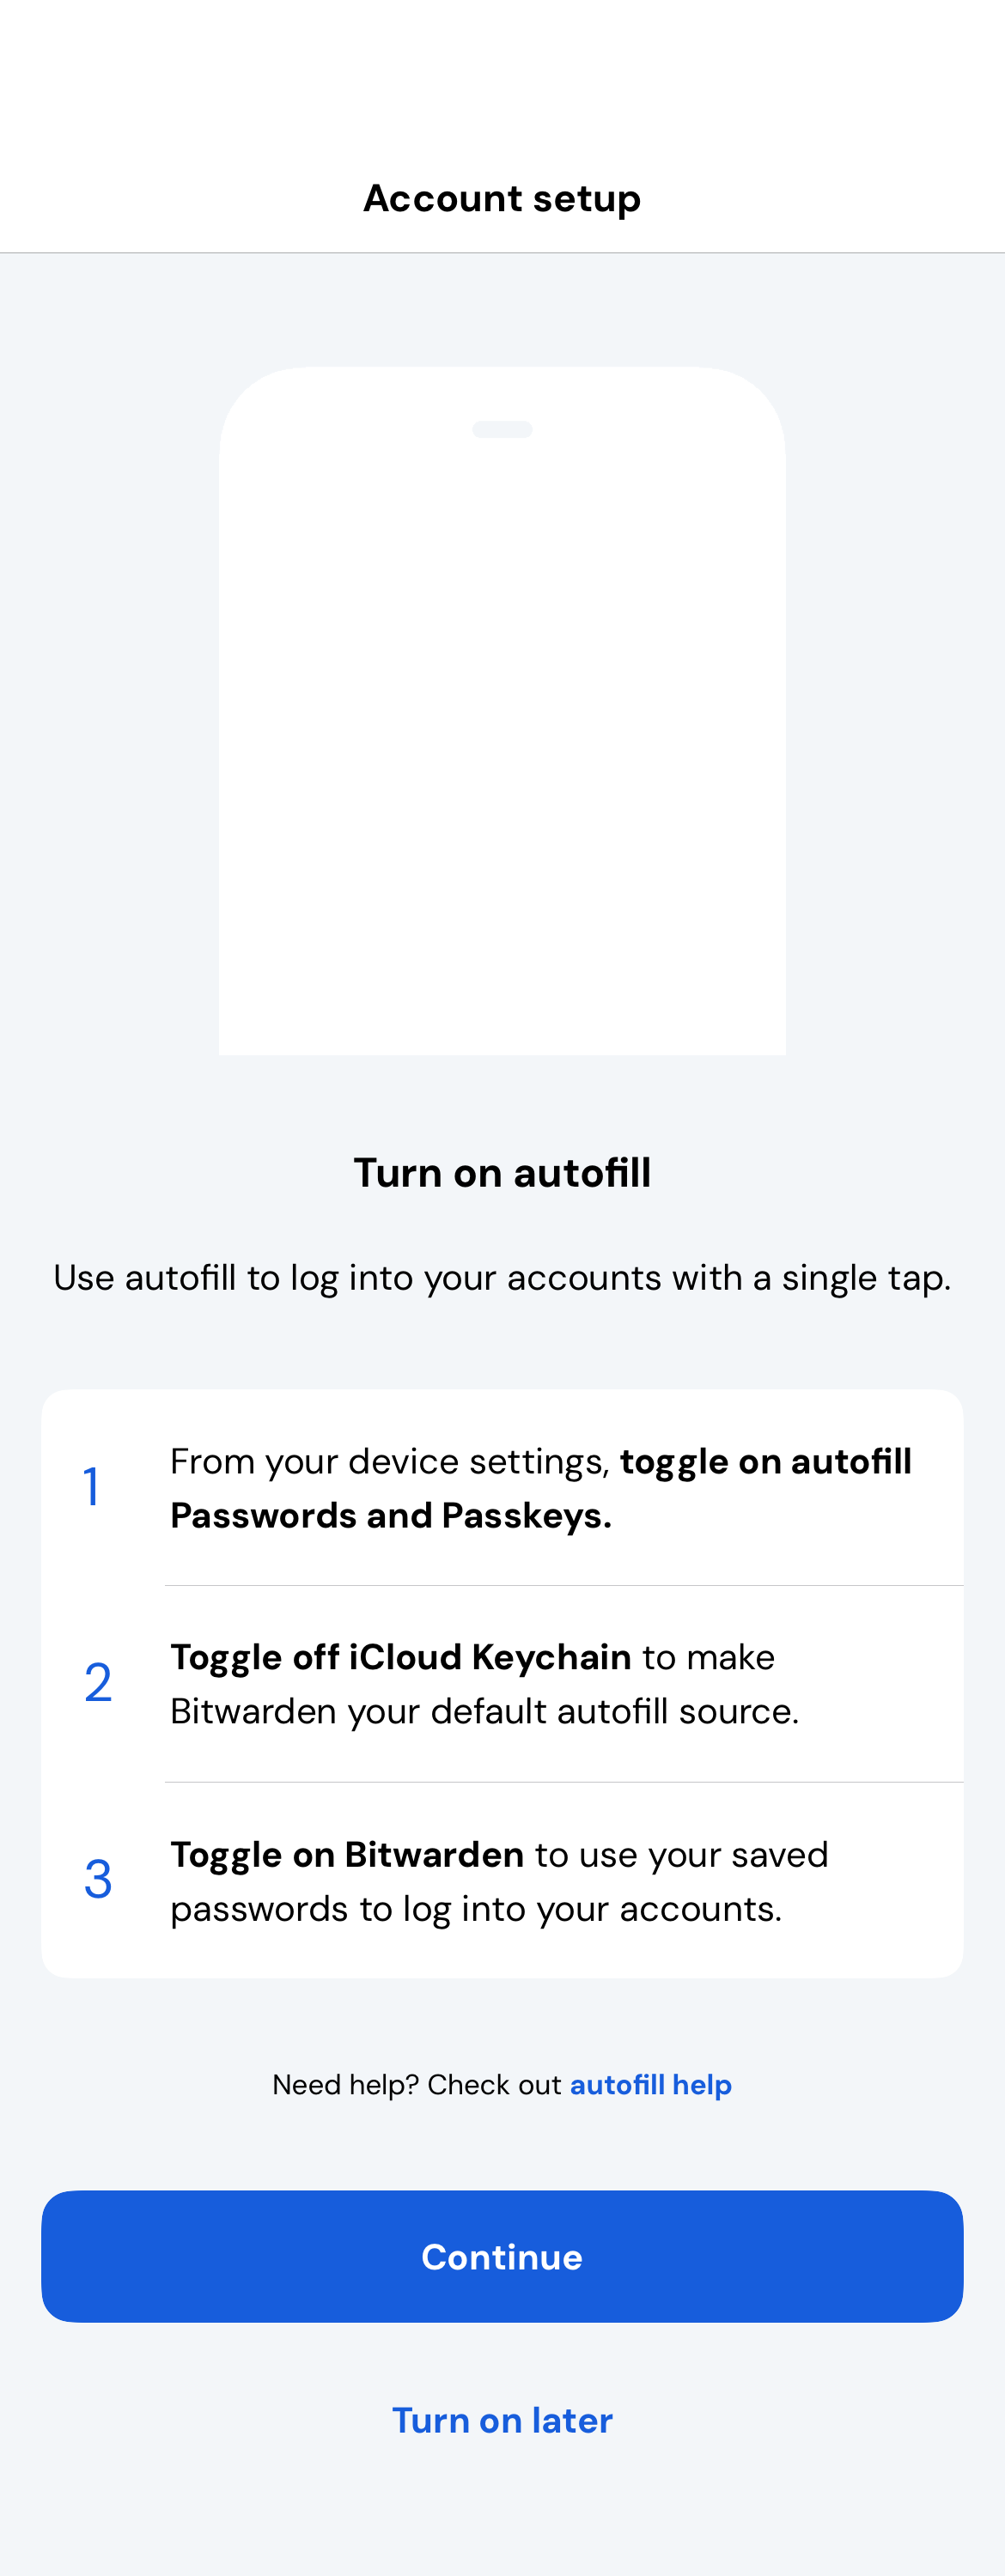 Account setup
Turn on autofill
Use autofill to log into your accounts with a single tap.
1
From your device settings, toggle on autofill
Passwords and Passkeys.
2
Toggle off iCloud Keychain to make
Bitwarden your default autofill source.
3
Toggle on Bitwarden to use your saved
passwords to log into your accounts.
Need help? Check out autofill help
Continue
Turn on later